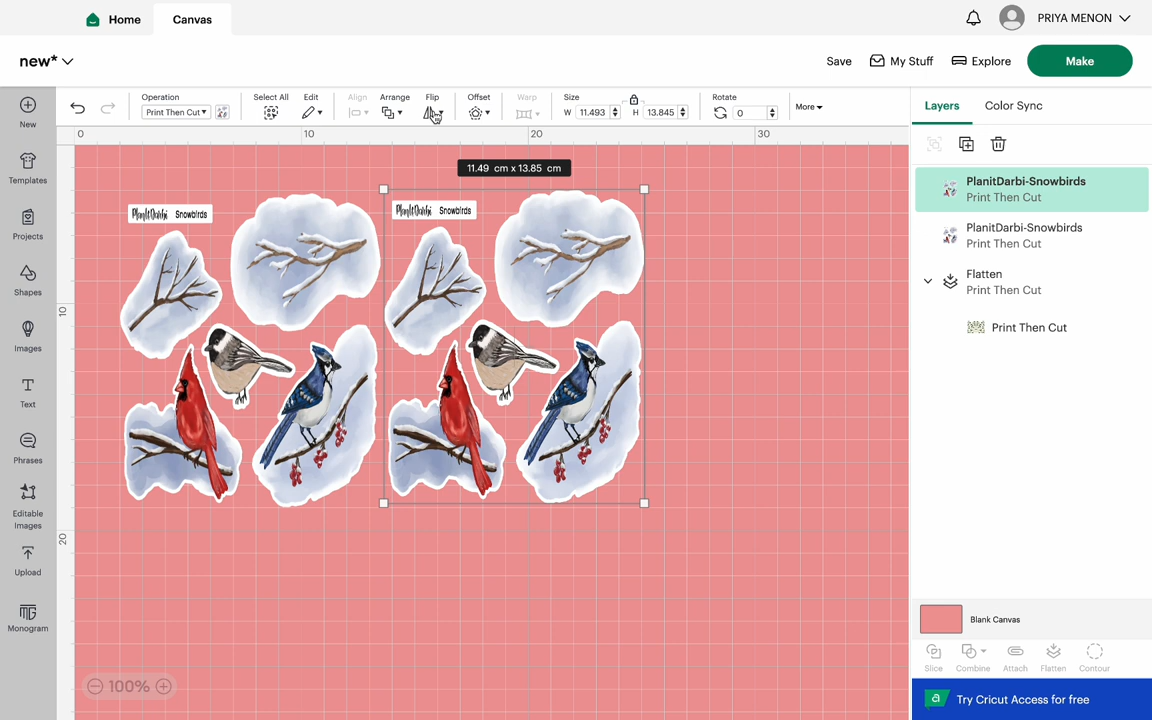 Home
Canvas
PRIYA MENON
new*
Save
My Stuff
Explore
Make
Operation
Print Then Cut
Select All
Edit
Align
Arrange
Flip
Offset
Warp
Size
W 11.493
H 13.845
Rotate
0
More
Layers
Color Sync
New
Templates
Projects
Shapes
Images
Text
Phrases
Editable
Images
Upload
Monogram
0
10
20
30
10
20
11.49 cm x 13.85 cm
PlanitDarbi Snowbirds
PlanitDarbi Snowbirds
100%
PlanitDarbi-Snowbirds
Print Then Cut
PlanitDarbi-Snowbirds
Print Then Cut
Flatten
Print Then Cut
Print Then Cut
Blank Canvas
Slice
Combine
Attach
Flatten
Contour
a
Try Cricut Access for free